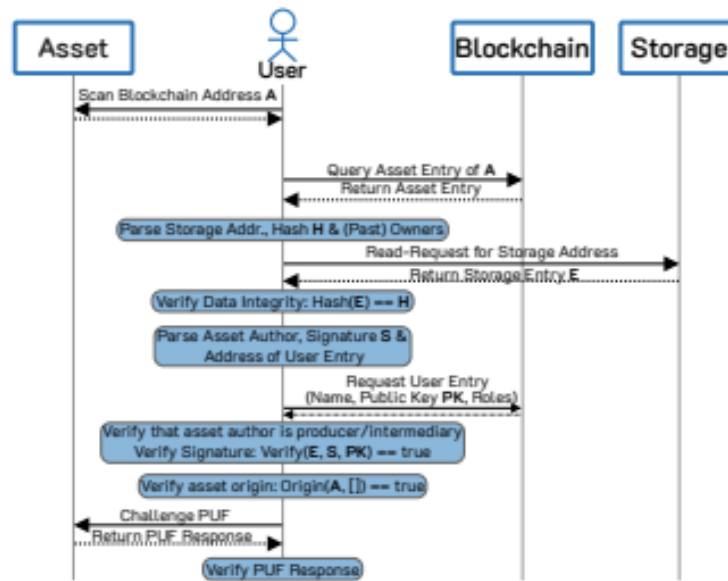 Asset
User
Blockchain
Storage
Scan Blockchain Address A
Query Asset Entry of A
Return Asset Entry
Parse Storage Addr., Hash H & (Past) Owners
Read-Request for Storage Address
Return Storage Entry E
Verify Data Integrity: Hash(E) == H
Parse Asset Author, Signature S &
Address of User Entry
Request User Entry
(Name, Public Key PK, Roles)
Verify that asset author is producer/intermediary
Verify Signature: Verify(E, S, PK) == true
Verify asset origin: Origin(A, []) == true
Challenge PUF
Return PUF Response
Verify PUF Response